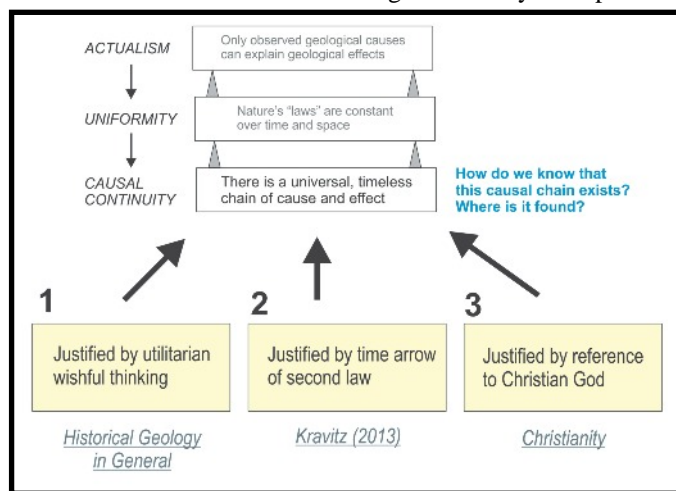 ACTUALISM
Only observed geological causes
can explain geological effects
UNIFORMITY
Nature's "laws" are constant
over time and space
CAUSAL
CONTINUITY
There is a universal, timeless
chain of cause and effect
How do we know that
this causal chain exists?
Where is it found?
1
Justified by utilitarian
wishful thinking
Historical Geology
in General
2
Justified by time arrow
of second law
Kravitz (2013)
3
Justified by reference
to Christian God
Christianity